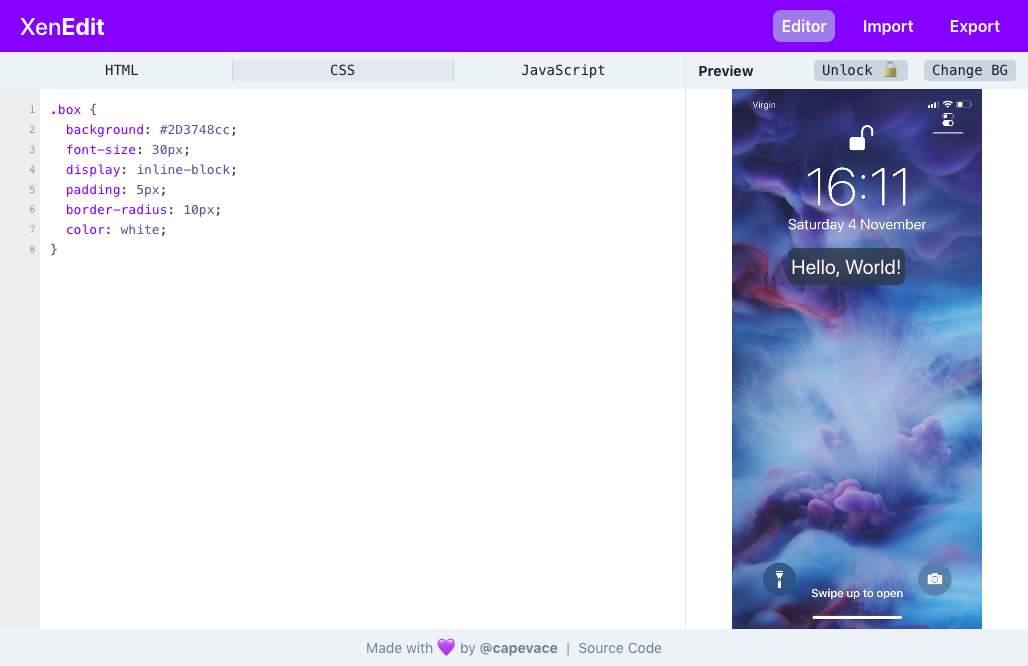 XenEdit
Editor Import Export
HTML CSS JavaScript Preview Unlock Change BG
1 .box {
2 background: #2D3748cc;
3 font-size: 30px;
4 display: inline-block;
5 padding: 5px;
6 border-radius: 10px;
7 color: white;
8 }
Virgin
16:11
Saturday 4 November
Hello, World!
Swipe up to open
Made with 💜 by @capevace | Source Code